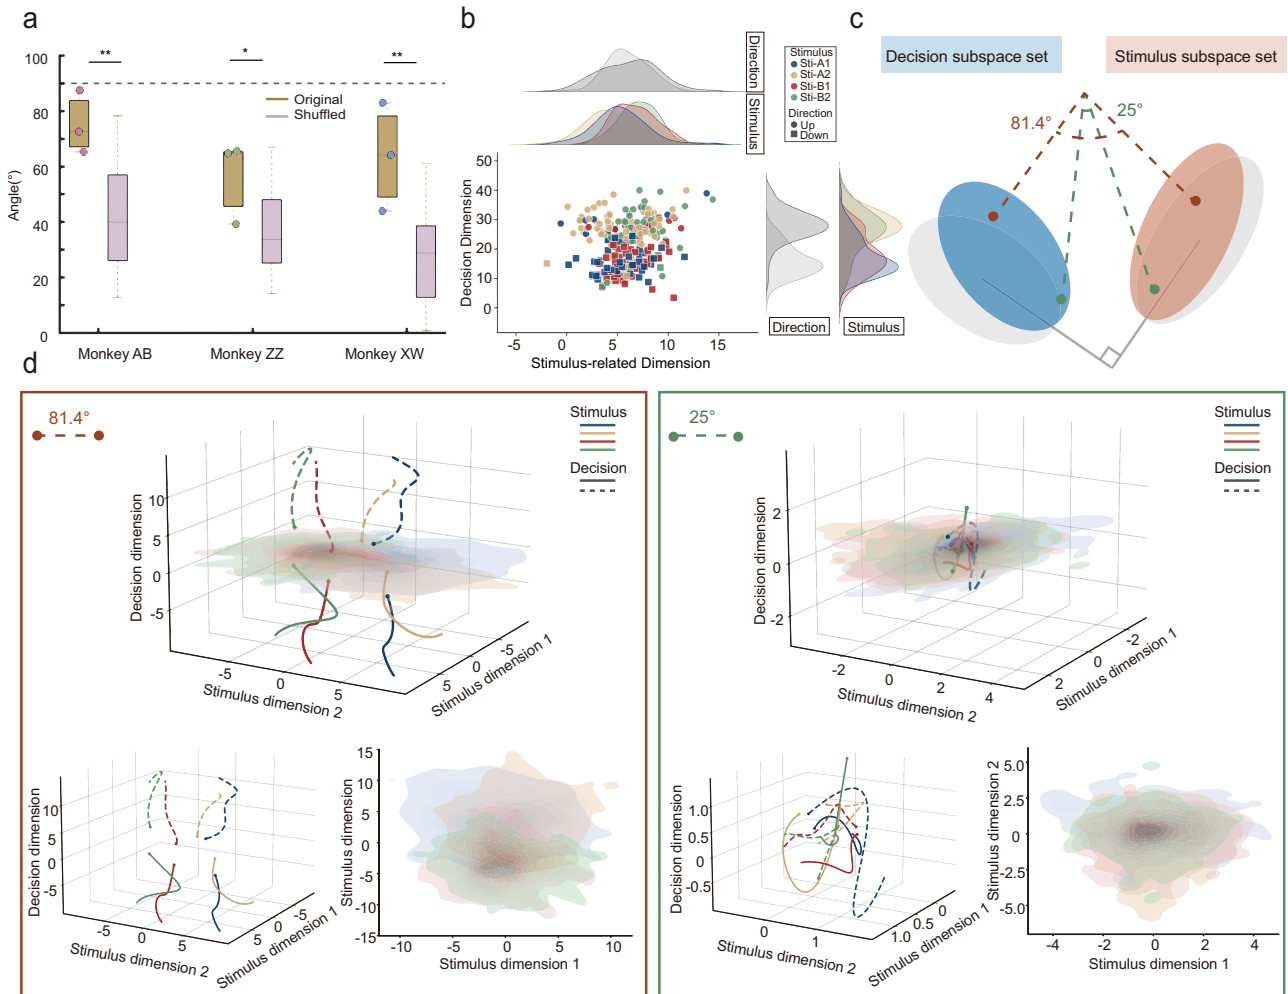 a
100
80
60
40
20
0
Angle(°)
**
*
**
Original
Shuffled
Monkey AB
Monkey ZZ
Monkey XW
b
Direction
Stimulus
Stimulus
Sti-A1
Sti-A2
Sti-B1
Sti-B2
Direction
Up
Down
50
40
30
20
10
0
Decision Dimension
-5
0
5
10
15
Stimulus-related Dimension
Direction
Stimulus
c
Decision subspace set
Stimulus subspace set
81.4°
25°
d
81.4°
Stimulus
Decision
10
5
0
-5
Decision dimension
-5
0
5
Stimulus dimension 2
5
0
-5
Stimulus dimension 1
10
5
0
-5
Decision dimension
-5
0
5
Stimulus dimension 2
5
0
-5
Stimulus dimension 1
15
10
5
0
-5
-10
-15
Stimulus dimension 2
-10
-5
0
5
10
Stimulus dimension 1
25°
Stimulus
Decision
2
0
-2
Decision dimension
-2
0
2
4
Stimulus dimension 2
2
0
-2
Stimulus dimension 1
1.0
0.5
0
-0.5
Decision dimension
0
1
Stimulus dimension 2
1.0
0.5
0
Stimulus dimension 1
5.0
2.5
0
-2.5
-5.0
Stimulus dimension 2
-4
-2
0
2
4
Stimulus dimension 1